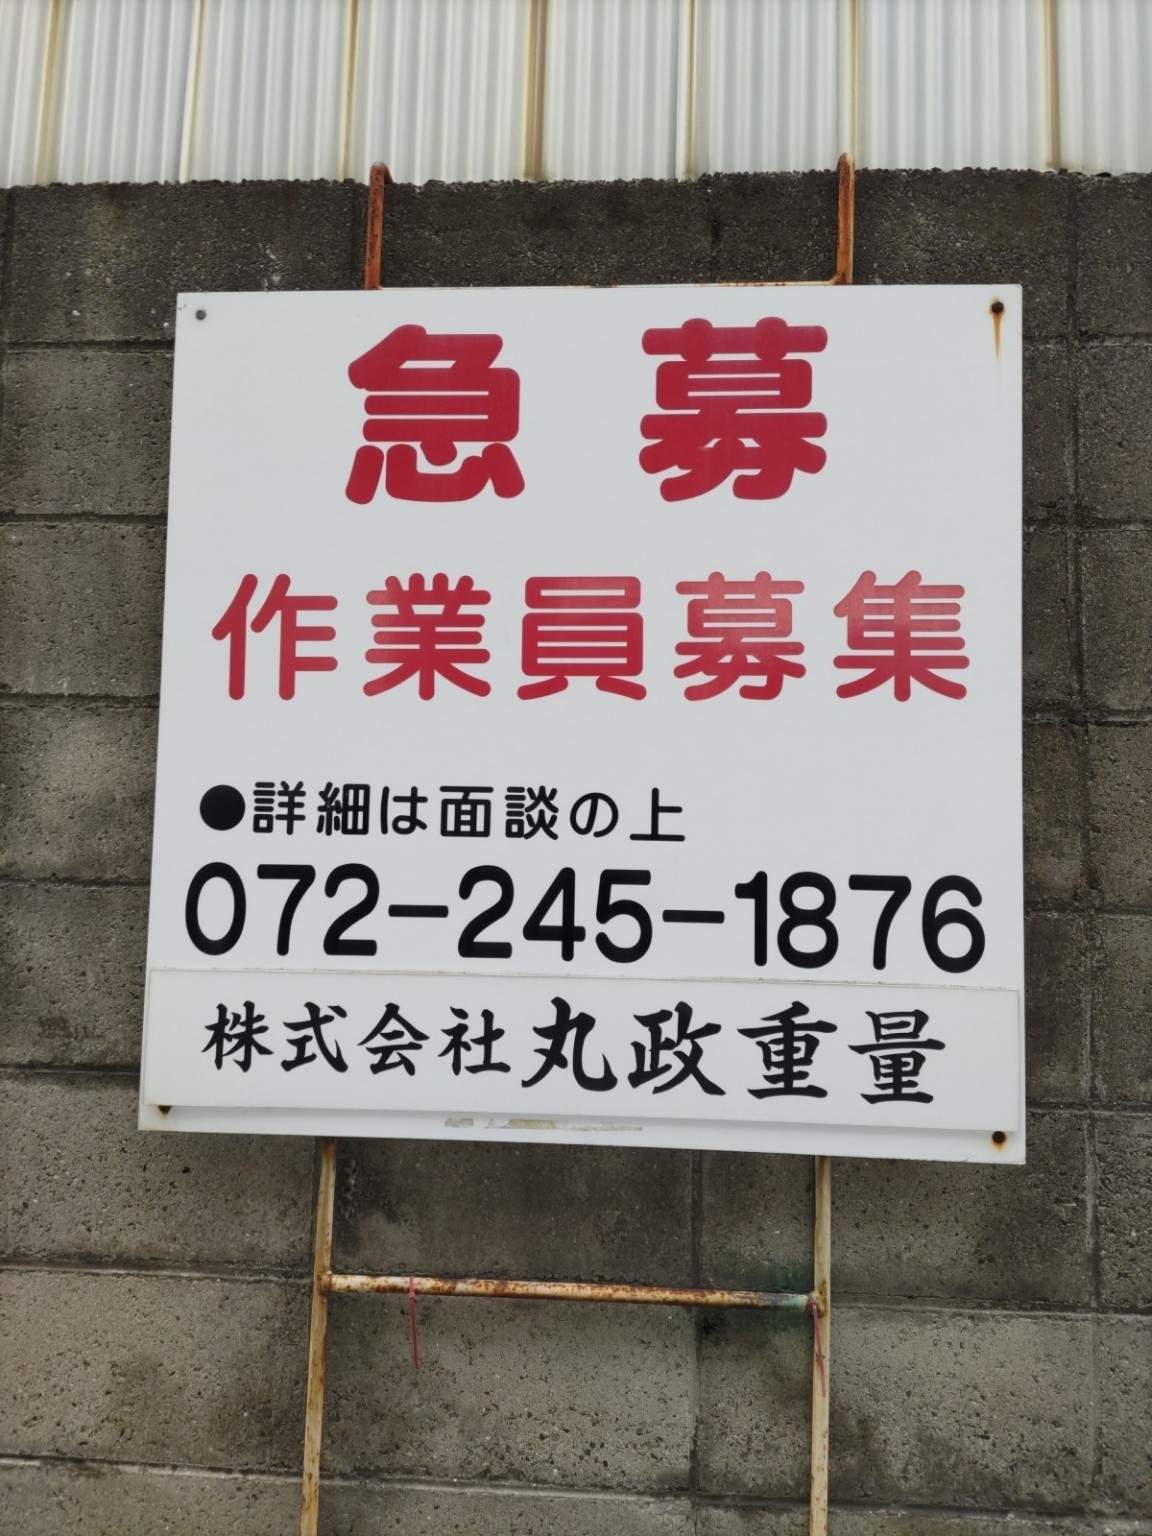 急募
作業員募集
●詳細は面談の上
072-245-1876
株式会社丸政重量